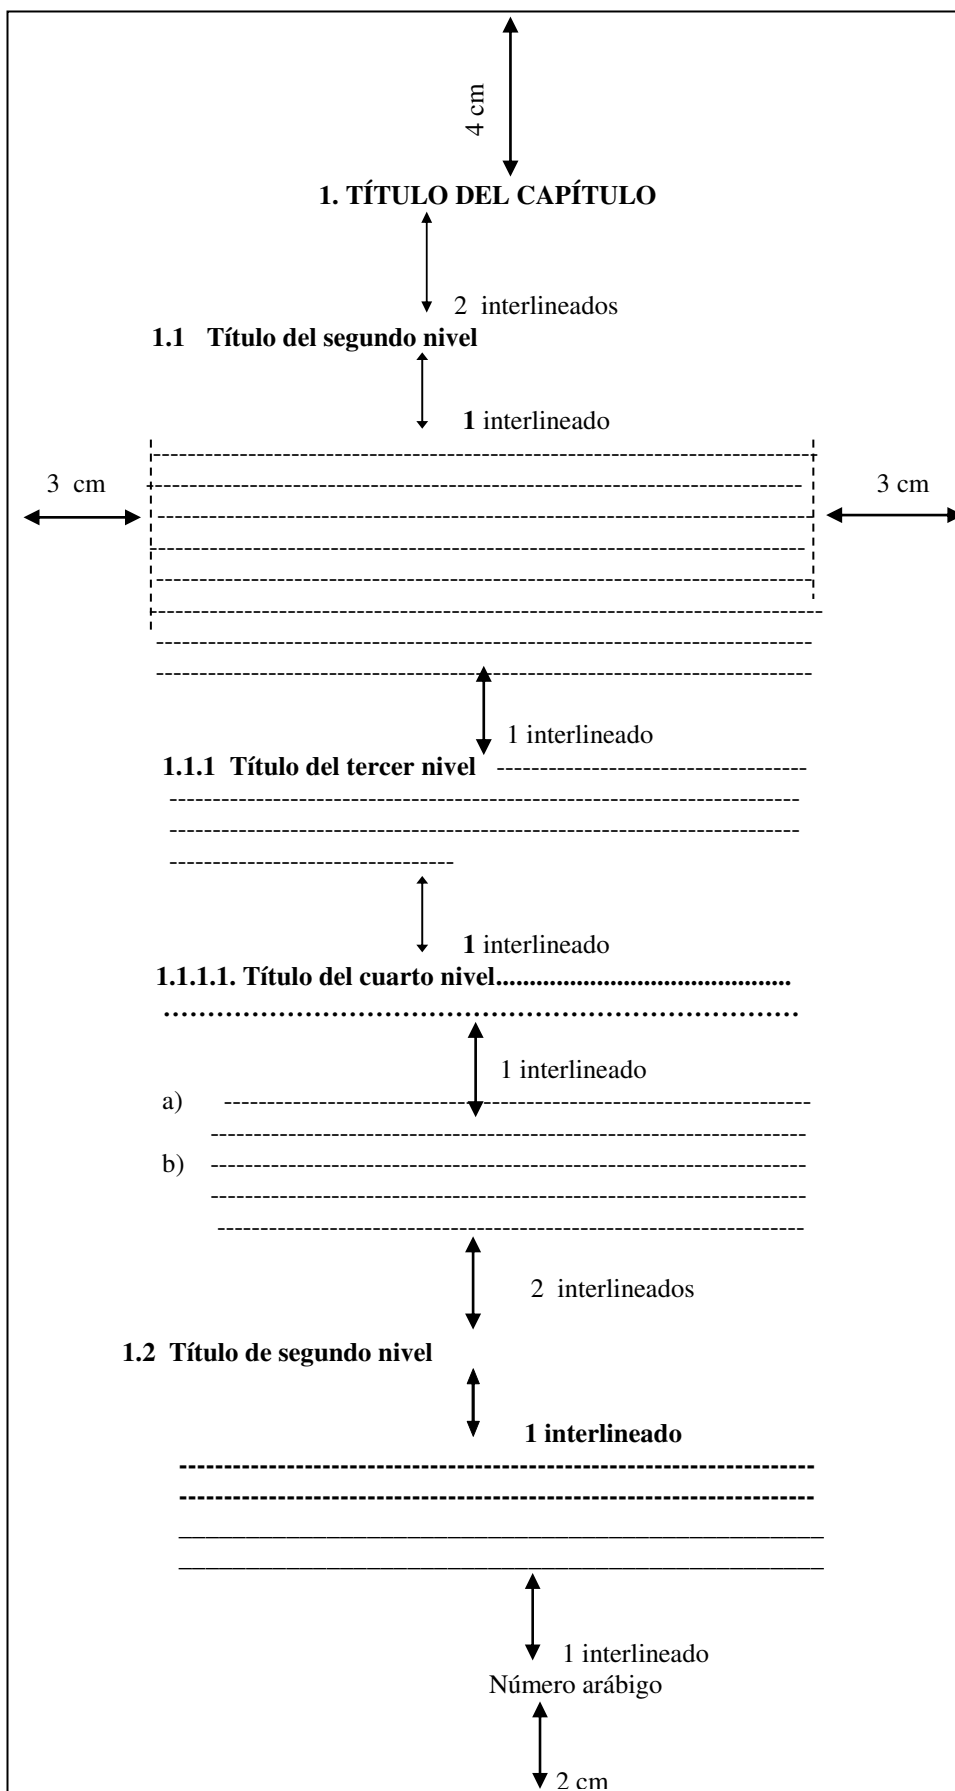 4 cm
1. TÍTULO DEL CAPÍTULO
2 interlineados
1.1 Título del segundo nivel
1 interlineado
3 cm
3 cm
1 interlineado
1.1.1 Título del tercer nivel
1 interlineado
1.1.1.1. Título del cuarto nivel............................................
..................................................................
1 interlineado
a)
b)
2 interlineados
1.2 Título de segundo nivel
1 interlineado
1 interlineado
Número arábigo
2 cm